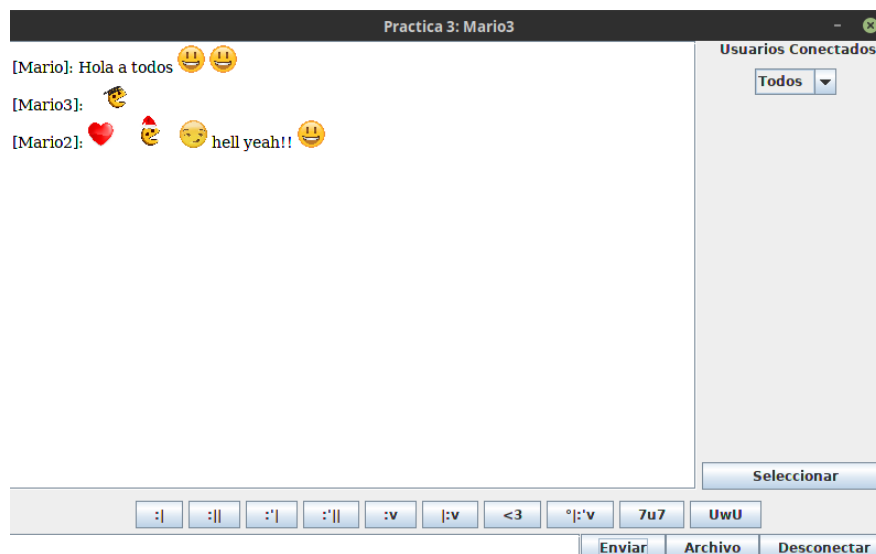 Practica 3: Mario3
Usuarios Conectados
Todos
[Mario]: Hola a todos
[Mario3]:
[Mario2]: hell yeah!!
Seleccionar
:| :|| :'| :'|| :v |:v <3 °|:'v 7u7 UwU
Enviar Archivo Desconectar